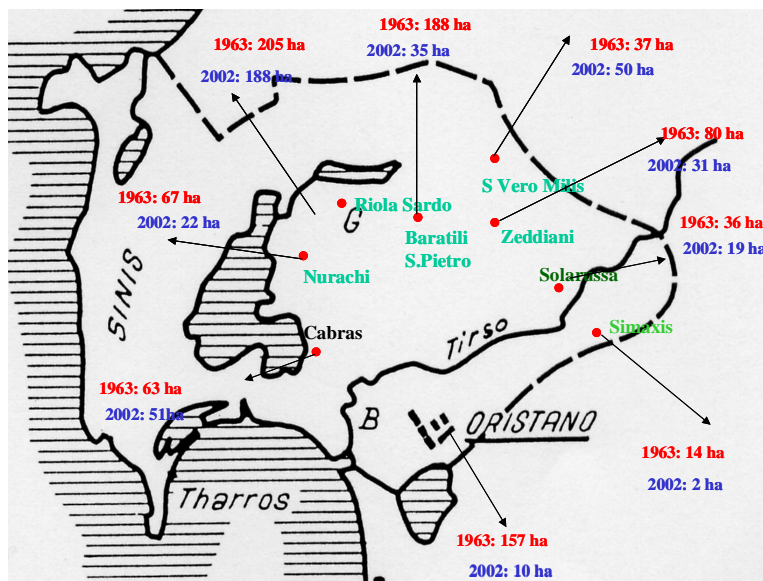 1963: 188 ha
2002: 35 ha
1963: 205 ha
2002: 188 ha
1963: 37 ha
2002: 50 ha
1963: 80 ha
2002: 31 ha
S Vero Milis
1963: 67 ha
2002: 22 ha
Riola Sardo
G
Baratili
S.Pietro
Zeddiani
1963: 36 ha
2002: 19 ha
Nurachi
Solarussa
SINIS
Cabras
Tirso
Simaxis
1963: 63 ha
2002: 51ha
B
ORISTANO
1963: 14 ha
2002: 2 ha
Tharros
1963: 157 ha
2002: 10 ha